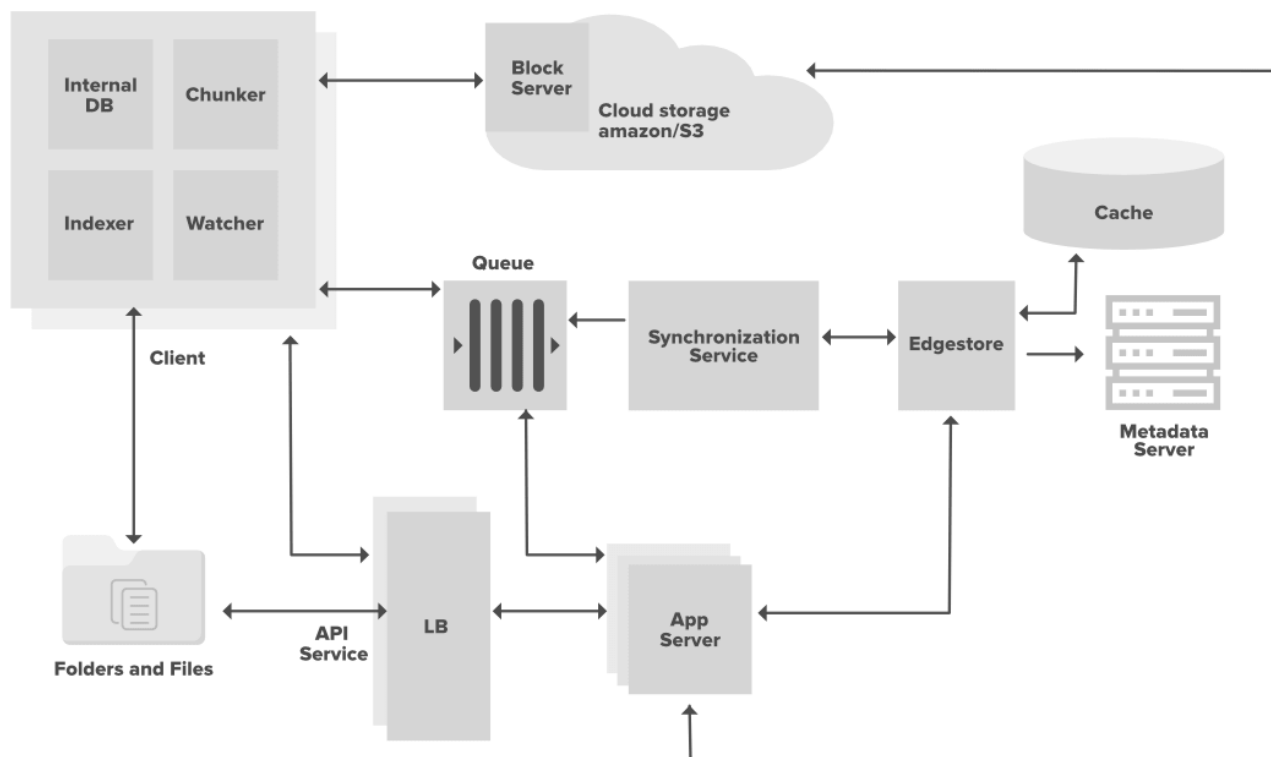 Internal
DB
Chunker
Indexer
Watcher
Block
Server
Cloud storage
amazon/S3
Cache
Queue
Synchronization
Service
Edgestore
Metadata
Server
Client
Folders and Files
API
Service
LB
App
Server